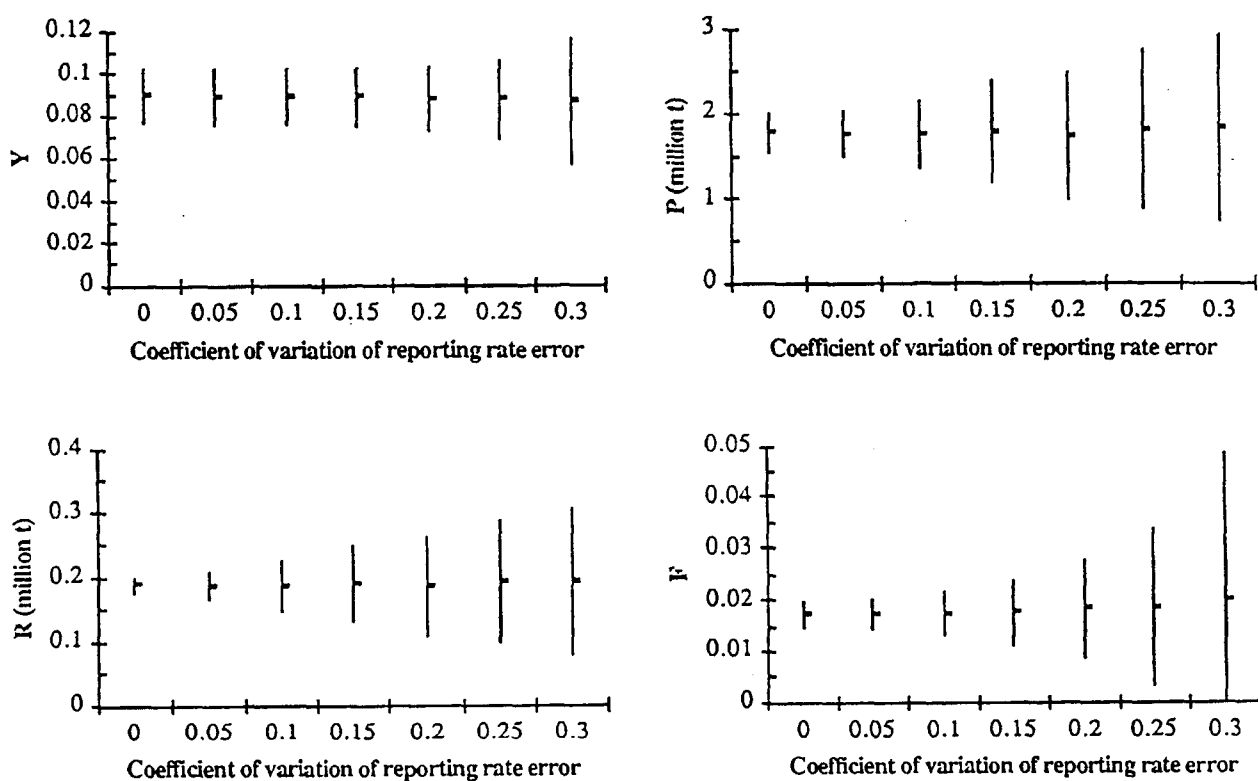 0.12
0.1
0.08
0.06
0.04
0.02
0
Y
0 0.05 0.1 0.15 0.2 0.25 0.3
Coefficient of variation of reporting rate error
3
2
1
0
P (million t)
0 0.05 0.1 0.15 0.2 0.25 0.3
Coefficient of variation of reporting rate error
0.4
0.3
0.2
0.1
0
R (million t)
0 0.05 0.1 0.15 0.2 0.25 0.3
Coefficient of variation of reporting rate error
0.05
0.04
0.03
0.02
0.01
0
F
0 0.05 0.1 0.15 0.2 0.25 0.3
Coefficient of variation of reporting rate error